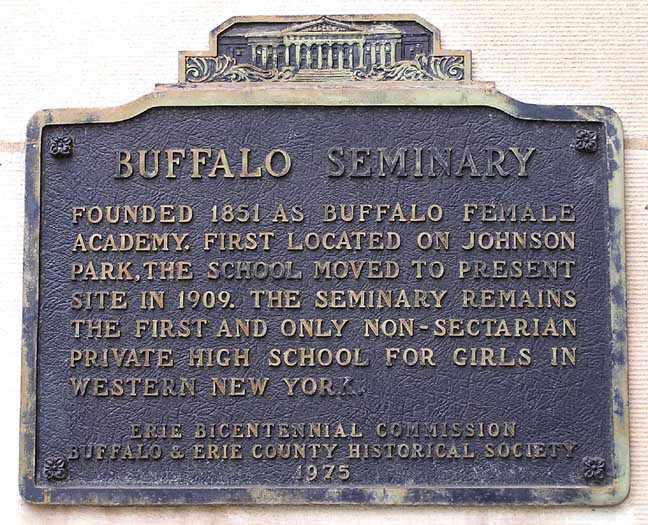 BUFFALO SEMINARY
FOUNDED 1851 AS BUFFALO FEMALE
ACADEMY. FIRST LOCATED ON JOHNSON
PARK, THE SCHOOL MOVED TO PRESENT
SITE IN 1909. THE SEMINARY REMAINS
THE FIRST AND ONLY NON-SECTARIAN
PRIVATE HIGH SCHOOL FOR GIRLS IN
WESTERN NEW YORK.
ERIE BICENTENNIAL COMMISSION
BUFFALO & ERIE COUNTY HISTORICAL SOCIETY
1975